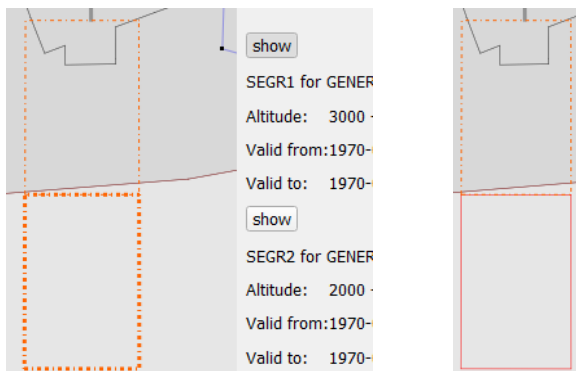 show
SEGR1 for GENER
Altitude: 3000 -
Valid from:1970-
Valid to: 1970-
show
SEGR2 for GENER
Altitude: 2000 -
Valid from:1970-
Valid to: 1970-